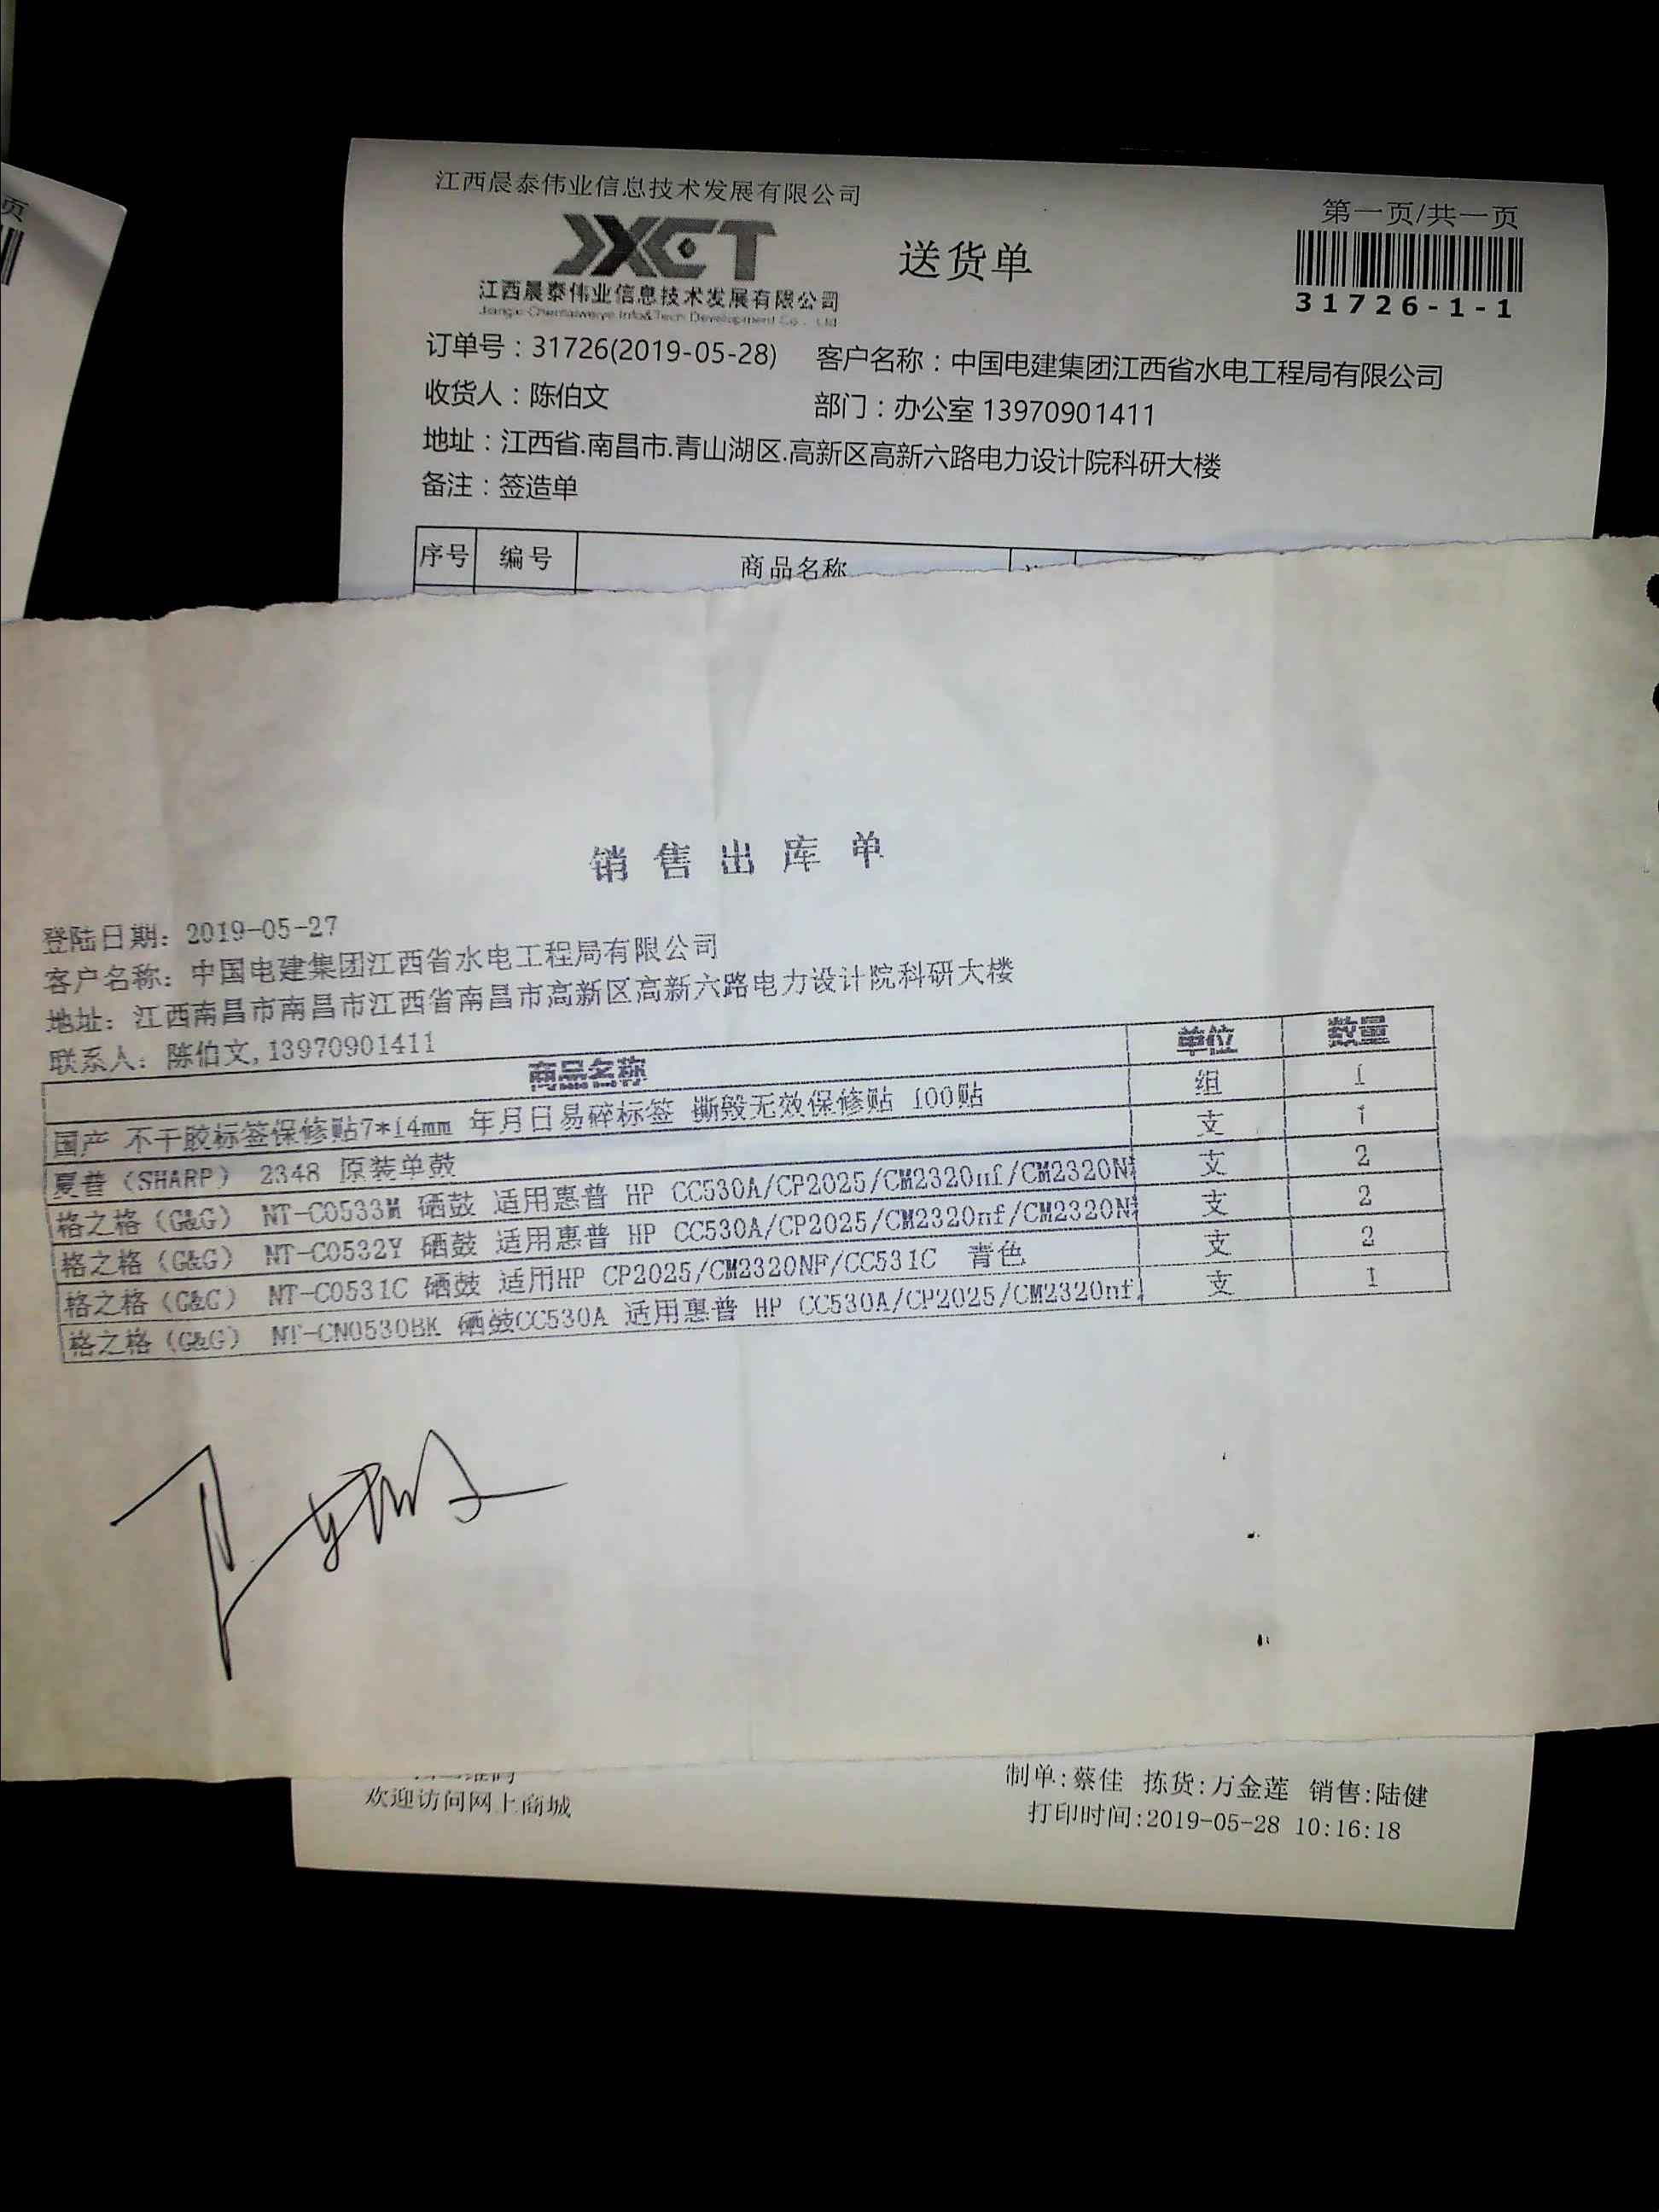 页
江西晨泰伟业信息技术发展有限公司
第一页/共一页
JXCT
送货单
江西晨泰伟业信息技术发展有限公司
Jiangxi Chentaiweiye Info&Tech Development Co., Ltd
31726-1-1
订单号：31726(2019-05-28) 客户名称：中国电建集团江西省水电工程局有限公司
收货人：陈伯文 部门：办公室 13970901411
地址：江西省.南昌市.青山湖区.高新区高新六路电力设计院科研大楼
备注：签造单
序号 编号 商品名称
销售出库单
登陆日期：2019-05-27
客户名称：中国电建集团江西省水电工程局有限公司
地址：江西南昌市南昌市江西省南昌市高新区高新六路电力设计院科研大楼
联系人：陈伯文,13970901411
商品名称 单位 数量
国产 不干胶标签保修贴7*14mm 年月日易碎标签 撕毁无效保修贴 100贴 组 1
夏普（SHARP） 2348 原装单鼓 支 1
格之格（G&G） NT-C0533M 硒鼓 适用惠普 HP CC530A/CP2025/CM2320nf/CM2320N 支 2
格之格（G&G） NT-C0532Y 硒鼓 适用惠普 HP CC530A/CP2025/CM2320nf/CM2320N 支 2
格之格（G&G） NT-C0531C 硒鼓 适用HP CP2025/CM2320NF/CC531C 青色 支 2
格之格（G&G） NT-CN0530BK 硒鼓CC530A 适用惠普 HP CC530A/CP2025/CM2320nf 支 1
欢迎访问网上商城
制单:蔡佳 拣货:万金莲 销售:陆健
打印时间:2019-05-28 10:16:18